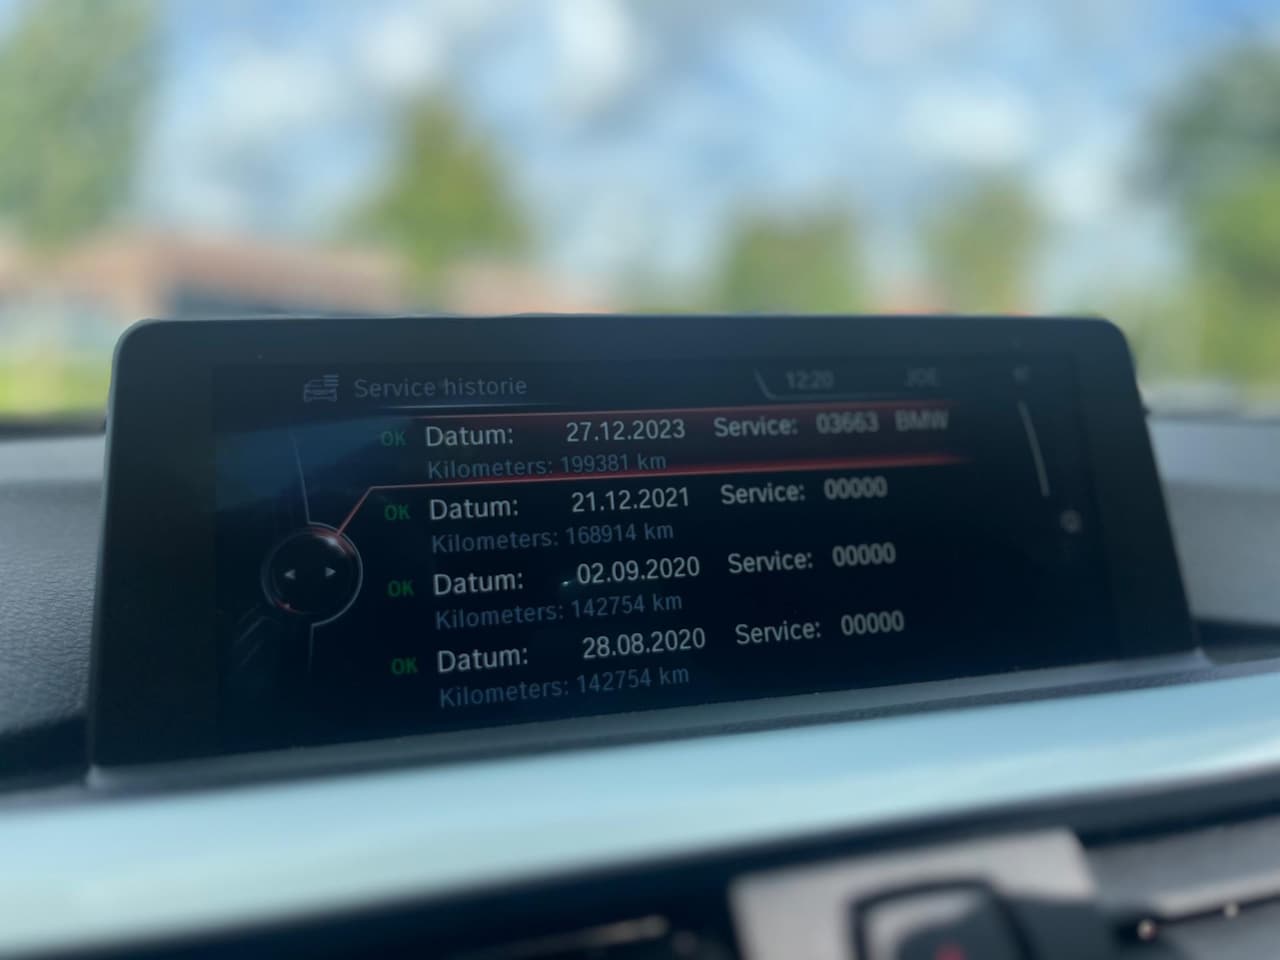 Service historie 12:20 JOE
OK Datum: 27.12.2023 Service: 03663 BMW
Kilometers: 199381 km
OK Datum: 21.12.2021 Service: 00000
Kilometers: 168914 km
OK Datum: 02.09.2020 Service: 00000
Kilometers: 142754 km
OK Datum: 28.08.2020 Service: 00000
Kilometers: 142754 km